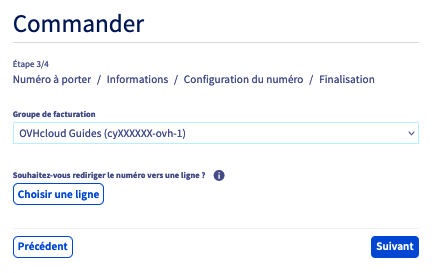 Commander
Étape 3/4
Numéro à porter / Informations / Configuration du numéro / Finalisation
Groupe de facturation
OVHcloud Guides (cyXXXXXX-ovh-1)
Souhaitez-vous rediriger le numéro vers une ligne ? i
Choisir une ligne
Précédent Suivant